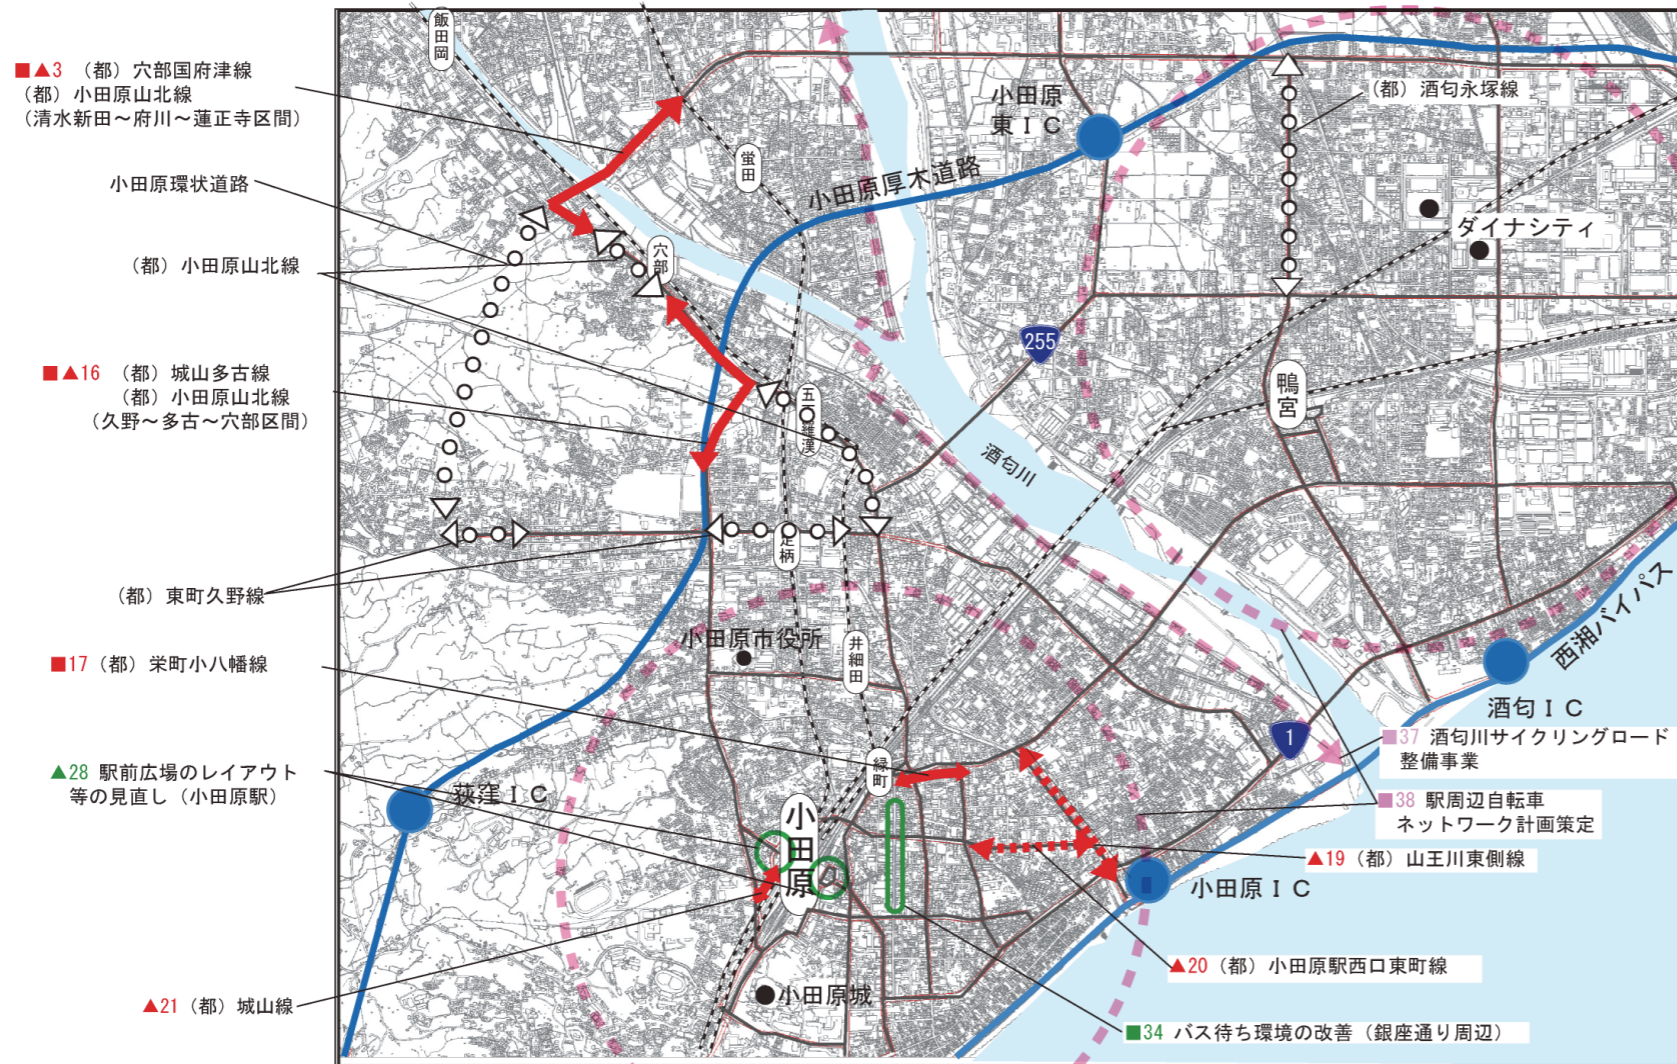 ■▲3 （都）穴部国府津線
（都）小田原山北線
（清水新田～府川～蓮正寺区間）
小田原環状道路
（都）小田原山北線
■▲16 （都）城山多古線
（都）小田原山北線
（久野～多古～穴部区間）
（都）東町久野線
■17（都）栄町小八幡線
▲28 駅前広場のレイアウト
等の見直し（小田原駅）
▲21（都）城山線
飯田岡
蛍田
穴部
五百羅漢
足柄
井細田
緑町
小田原
鴨宮
小田原
東ＩＣ
小田原厚木道路
（都）酒匂永塚線
ダイナシティ
255
酒匂川
小田原市役所
荻窪ＩＣ
小田原城
西湘バイパス
酒匂ＩＣ
1
■37 酒匂川サイクリングロード
整備事業
■38 駅周辺自転車
ネットワーク計画策定
▲19（都）山王川東側線
小田原ＩＣ
▲20（都）小田原駅西口東町線
■34 バス待ち環境の改善（銀座通り周辺）